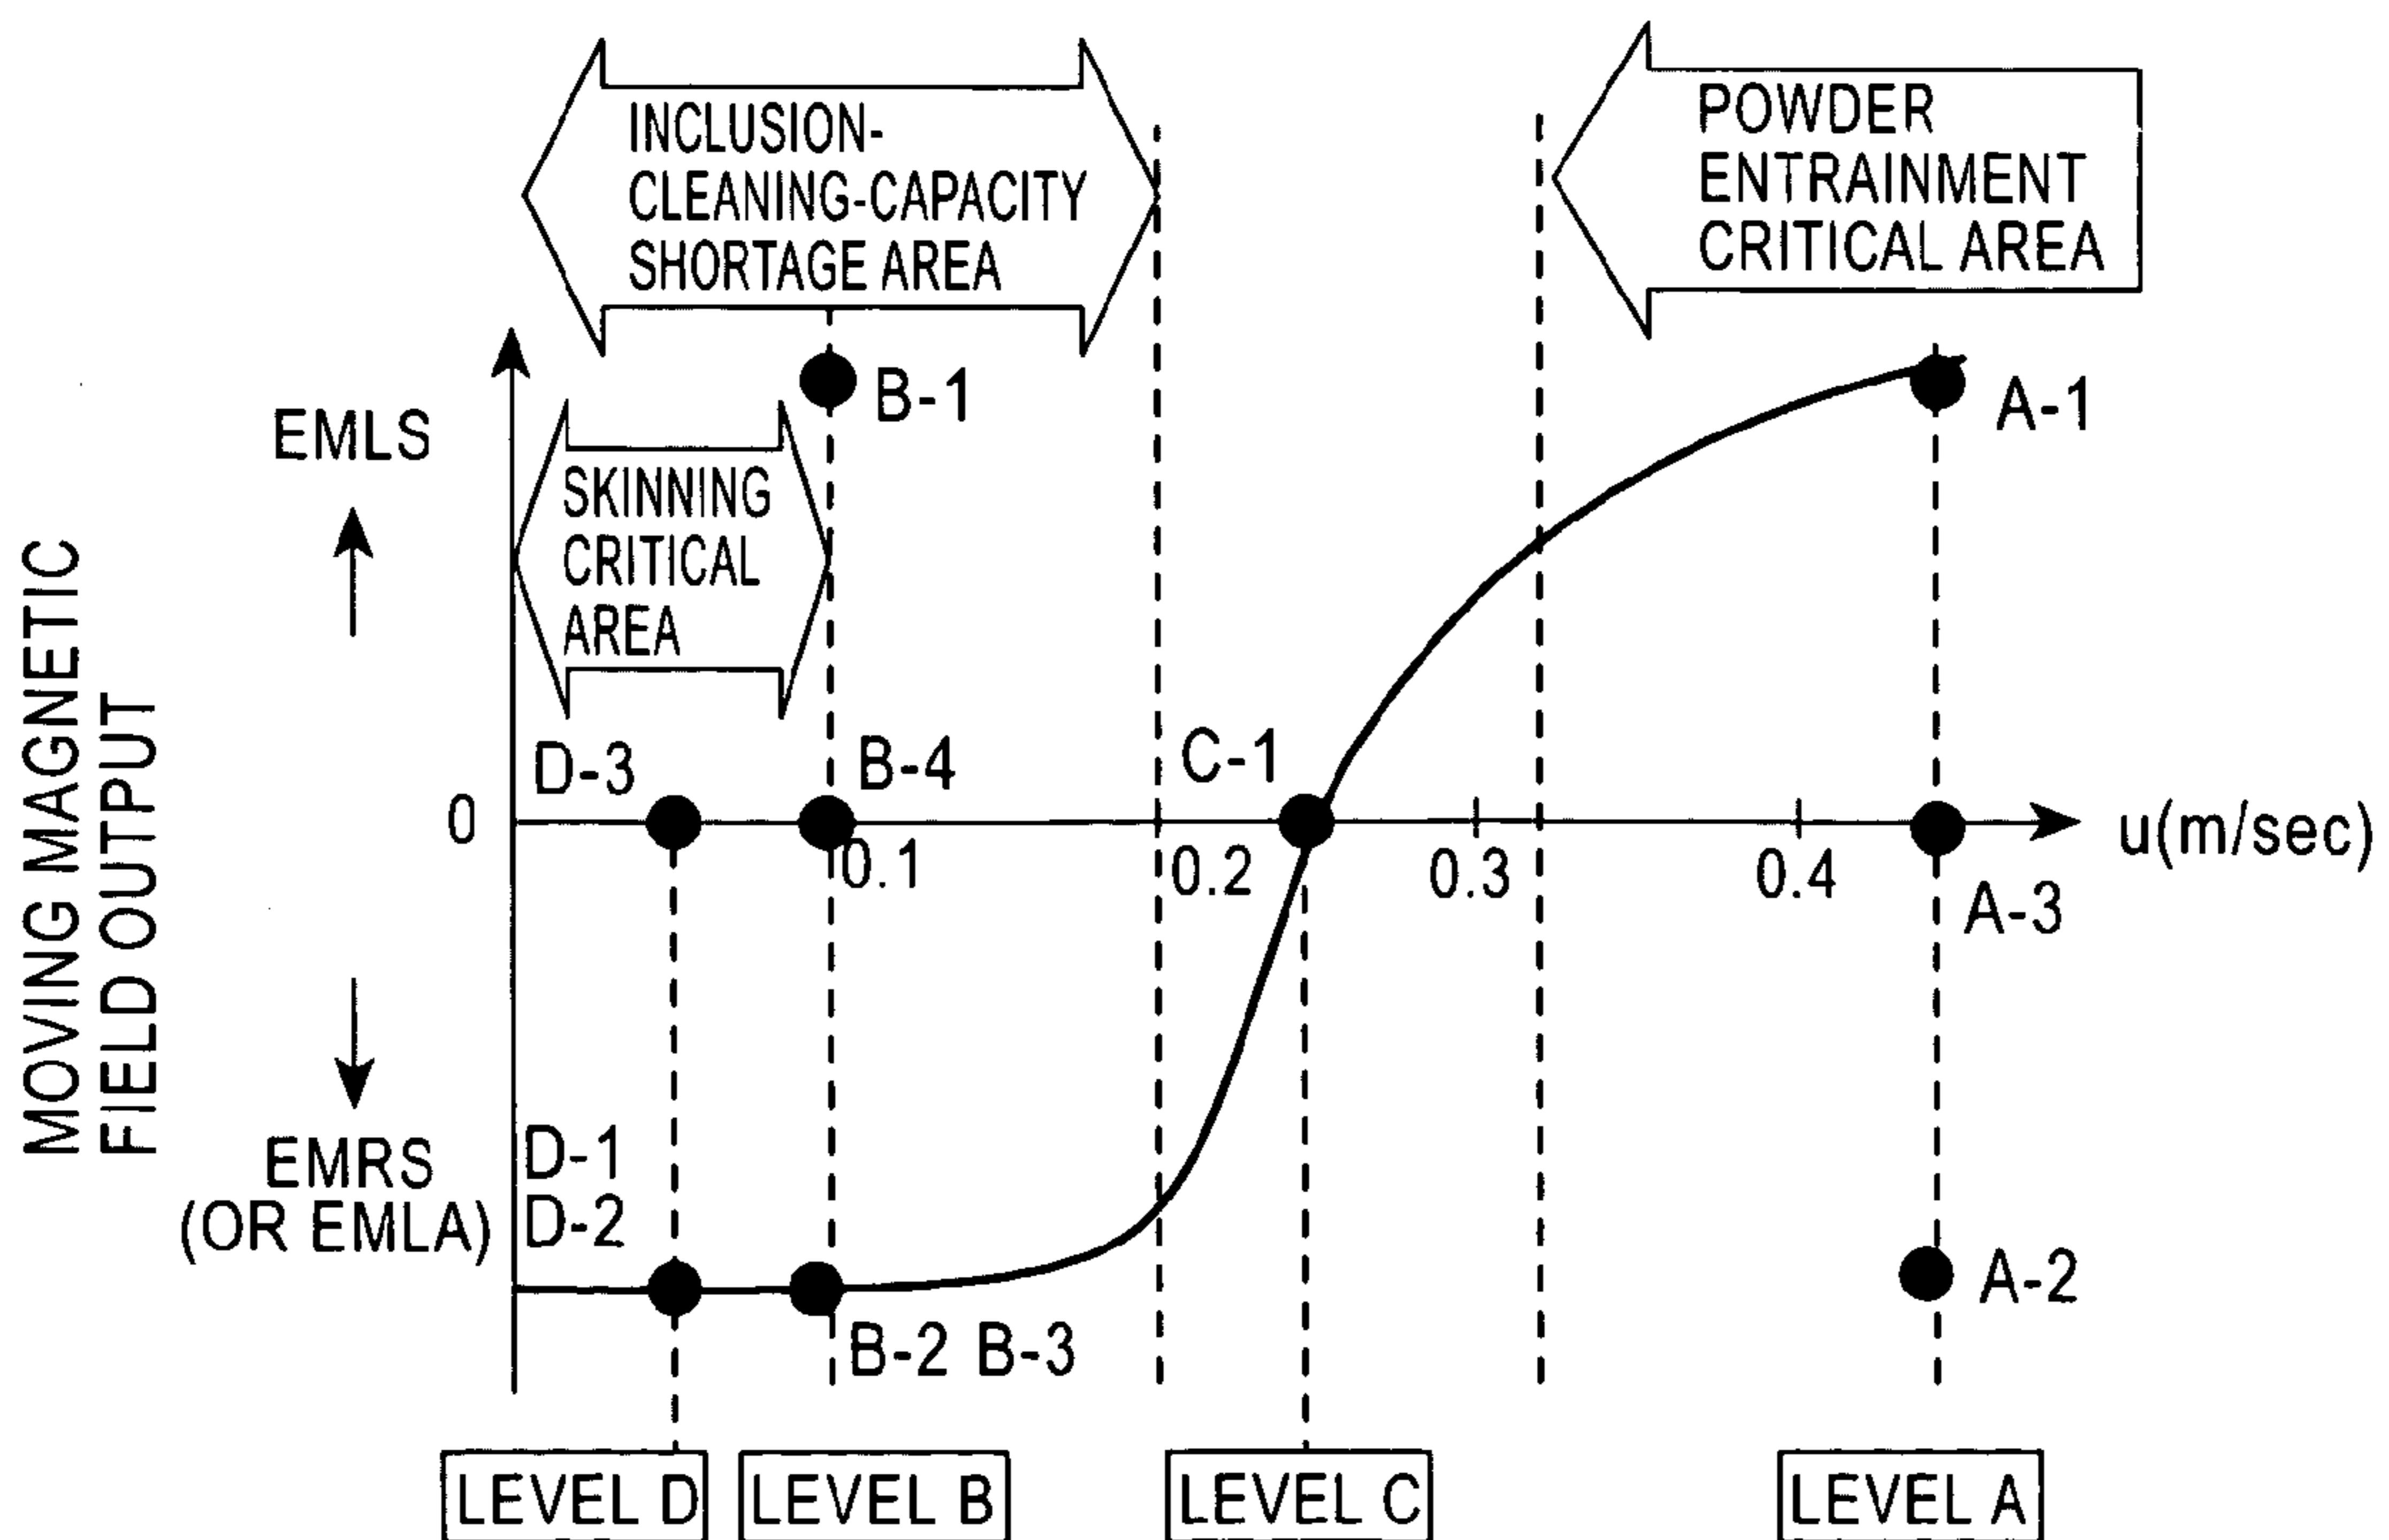 INCLUSION-
CLEANING-CAPACITY
SHORTAGE AREA
POWDER
ENTRAINMENT
CRITICAL AREA
B-1
A-1
EMLS
SKINNING
CRITICAL
AREA
MOVING MAGNETIC
FIELD OUTPUT
D-3
B-4
C-1
0
0.1
0.2
0.3
0.4
u(m/sec)
A-3
EMRS
(OR EMLA)
D-1
D-2
A-2
B-2 B-3
LEVEL D
LEVEL B
LEVEL C
LEVEL A